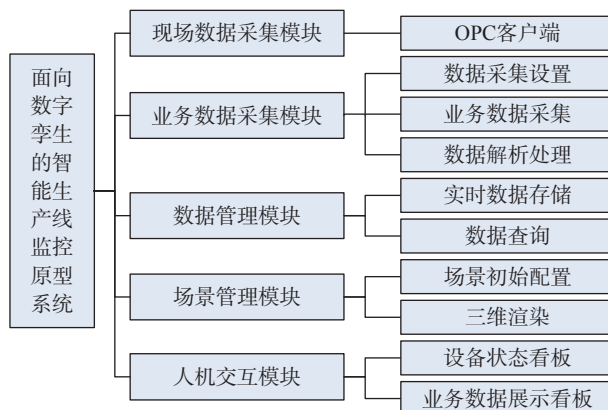 面向
数字
孪生
的智
能生
产线
监控
原型
系统
现场数据采集模块
OPC客户端
业务数据采集模块
数据采集设置
业务数据采集
数据解析处理
数据管理模块
实时数据存储
数据查询
场景管理模块
场景初始配置
三维渲染
人机交互模块
设备状态看板
业务数据展示看板